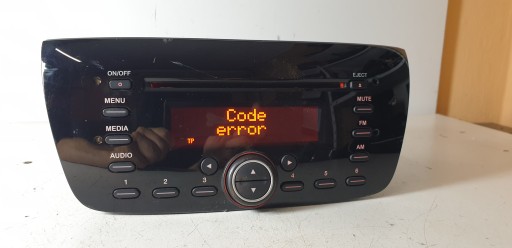 ON/OFF
EJECT
MENU
MUTE
Code
error
MEDIA
FM
TP
AUDIO
AM
1 2 3 4 5 6